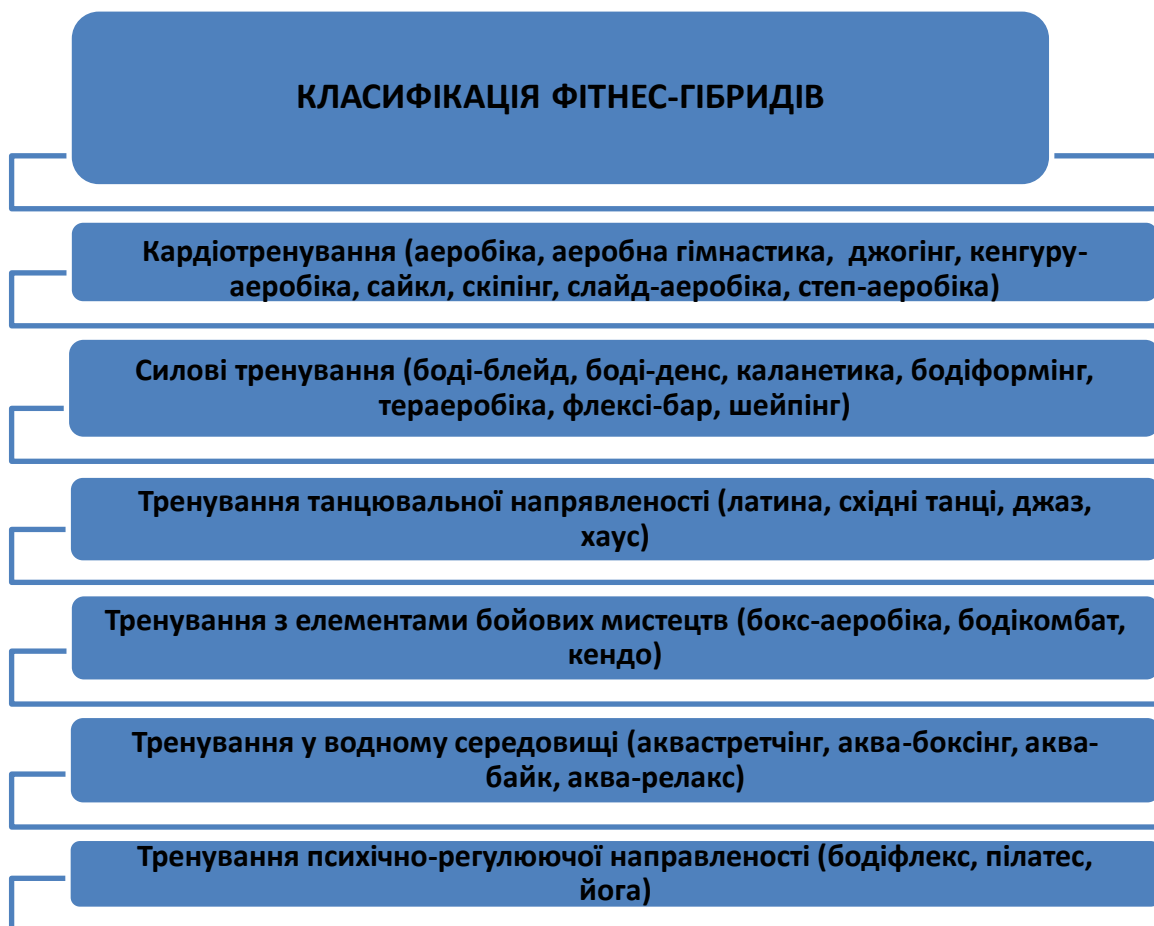 КЛАСИФІКАЦІЯ ФІТНЕС-ГІБРИДІВ
Кардіотренування (аеробіка, аеробна гімнастика, джогінг, кенгуру-
аеробіка, сайкл, скіпінг, слайд-аеробіка, степ-аеробіка)
Силові тренування (боді-блейд, боді-денс, каланетика, бодіформінг,
тераеробіка, флексі-бар, шейпінг)
Тренування танцювальної напрявленості (латина, східні танці, джаз,
хаус)
Тренування з елементами бойових мистецтв (бокс-аеробіка, бодікомбат,
кендо)
Тренування у водному середовищі (аквастретчінг, аква-боксінг, аква-
байк, аква-релакс)
Тренування психічно-регулюючої направленості (бодіфлекс, пілатес,
йога)